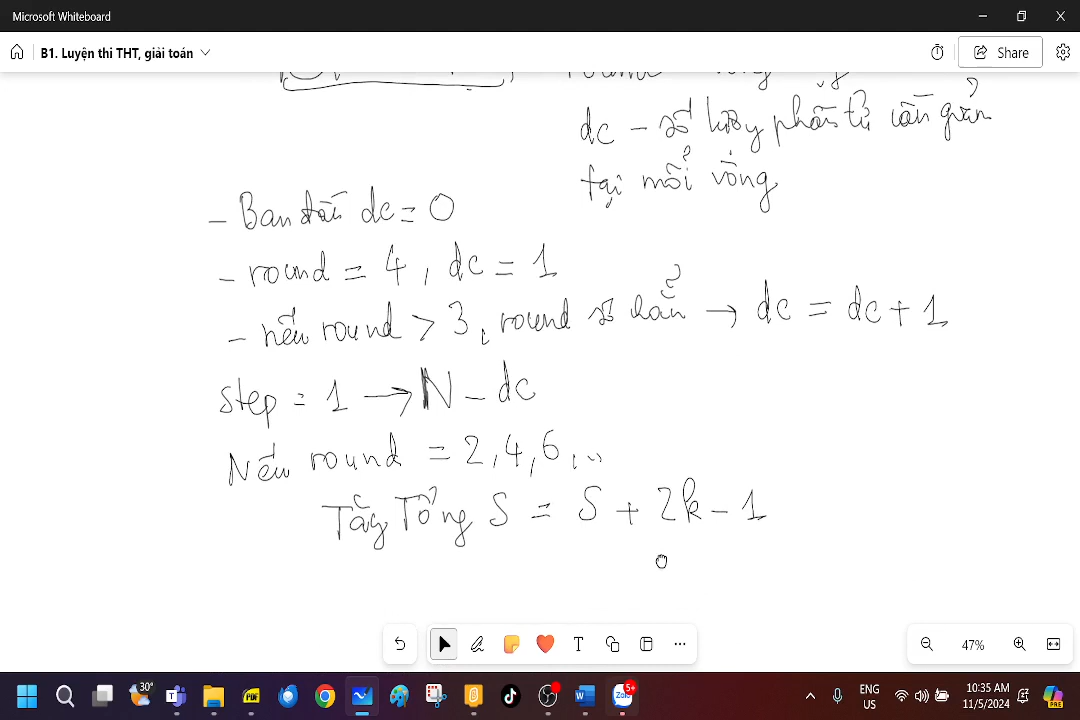 Microsoft Whiteboard
B1. Luyện thi THT, giải toán
Share
dc - số lượng phần tử cần giảm
tại mỗi vòng
- Ban đầu dc = 0
- round = 4, dc = 1
- nếu round > 3, round số chẵn → dc = dc + 1
step = 1 → N - dc
Nếu round = 2, 4, 6, ...
Tăng Tổng S = S + 2k - 1
47%
30°
5+
ENG
US
10:35 AM
11/5/2024
PRE